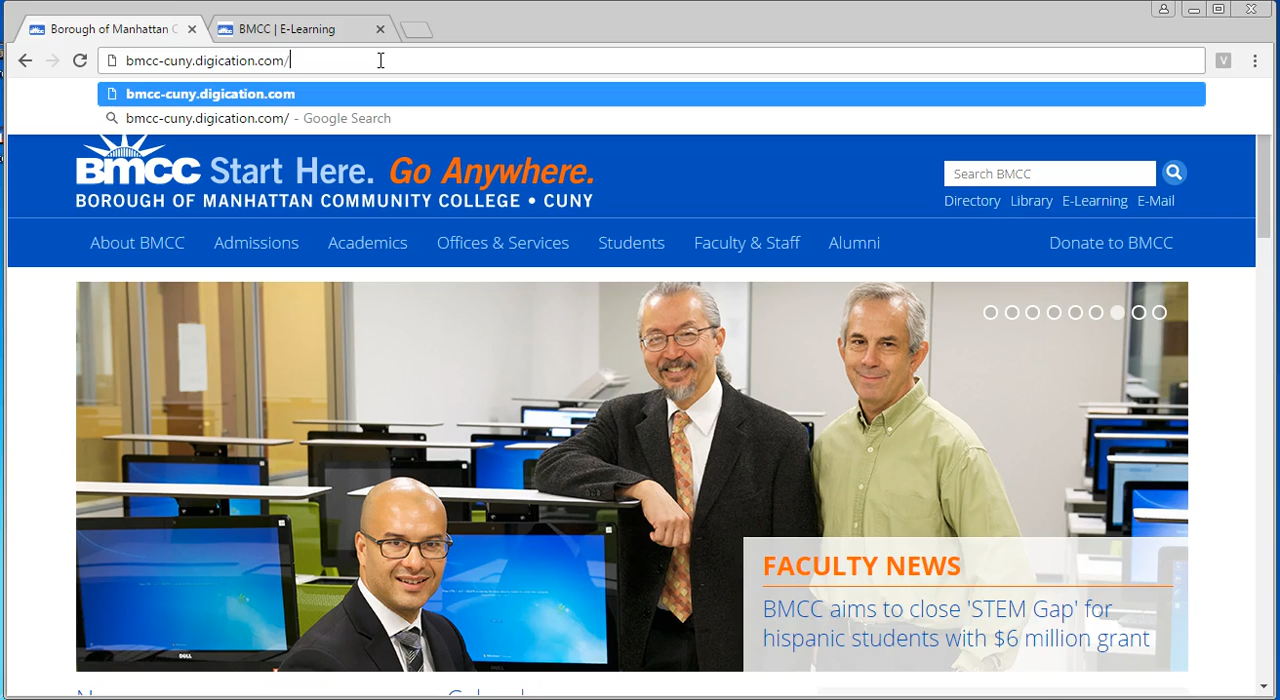 Borough of Manhattan C
BMCC | E-Learning
bmcc-cuny.digication.com/
V
bmcc-cuny.digication.com
bmcc-cuny.digication.com/ - Google Search
BMCC Start Here. Go Anywhere.
BOROUGH OF MANHATTAN COMMUNITY COLLEGE • CUNY
Search BMCC
Directory Library E-Learning E-Mail
About BMCC Admissions Academics Offices & Services Students Faculty & Staff Alumni Donate to BMCC
FACULTY NEWS
BMCC aims to close 'STEM Gap' for
hispanic students with $6 million grant
DELL